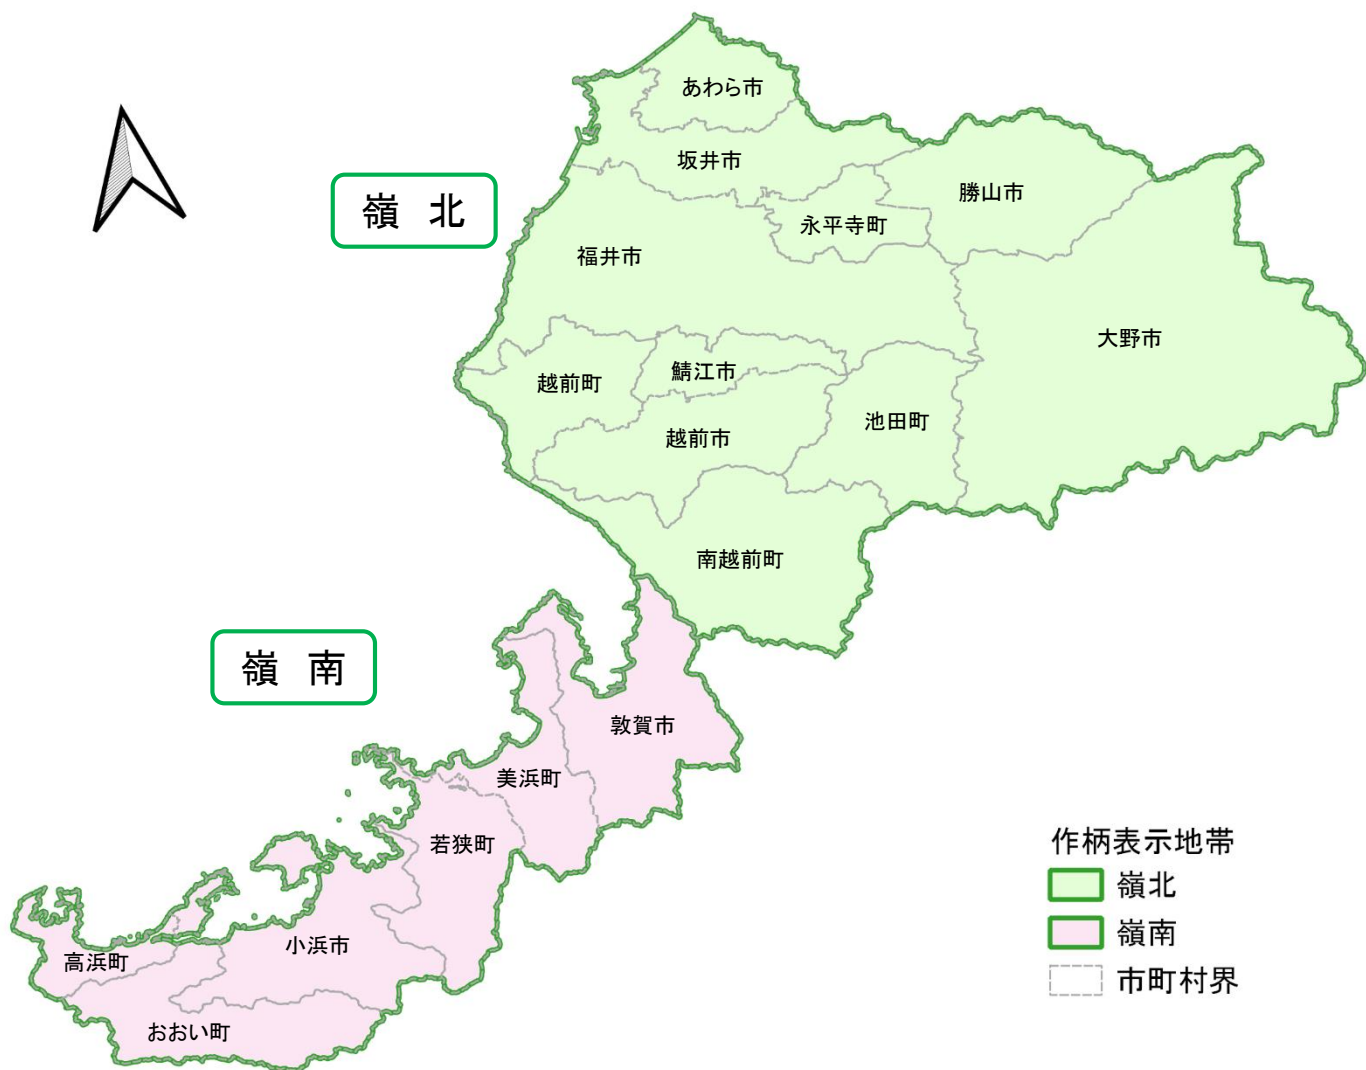 あわら市
坂井市
嶺 北
勝山市
永平寺町
福井市
大野市
越前町
鯖江市
池田町
越前市
南越前町
嶺 南
敦賀市
美浜町
若狭町
作柄表示地帯
嶺北
嶺南
市町村界
小浜市
高浜町
おおい町